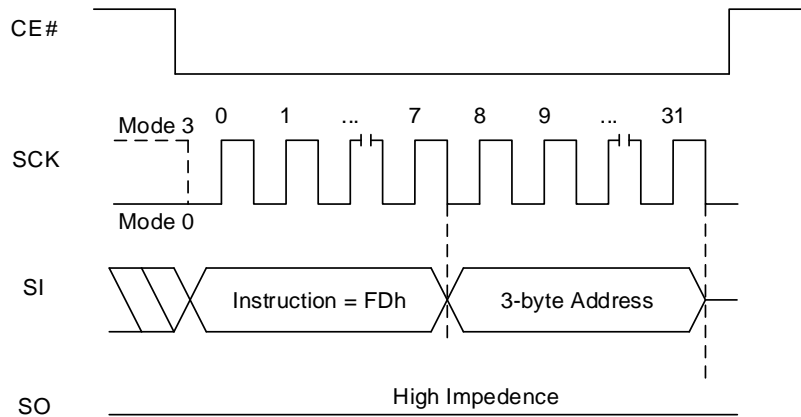 CE#
0 1 ... 7 8 9 ... 31
Mode 3
SCK
Mode 0
SI
Instruction = FDh
3-byte Address
High Impedence
SO